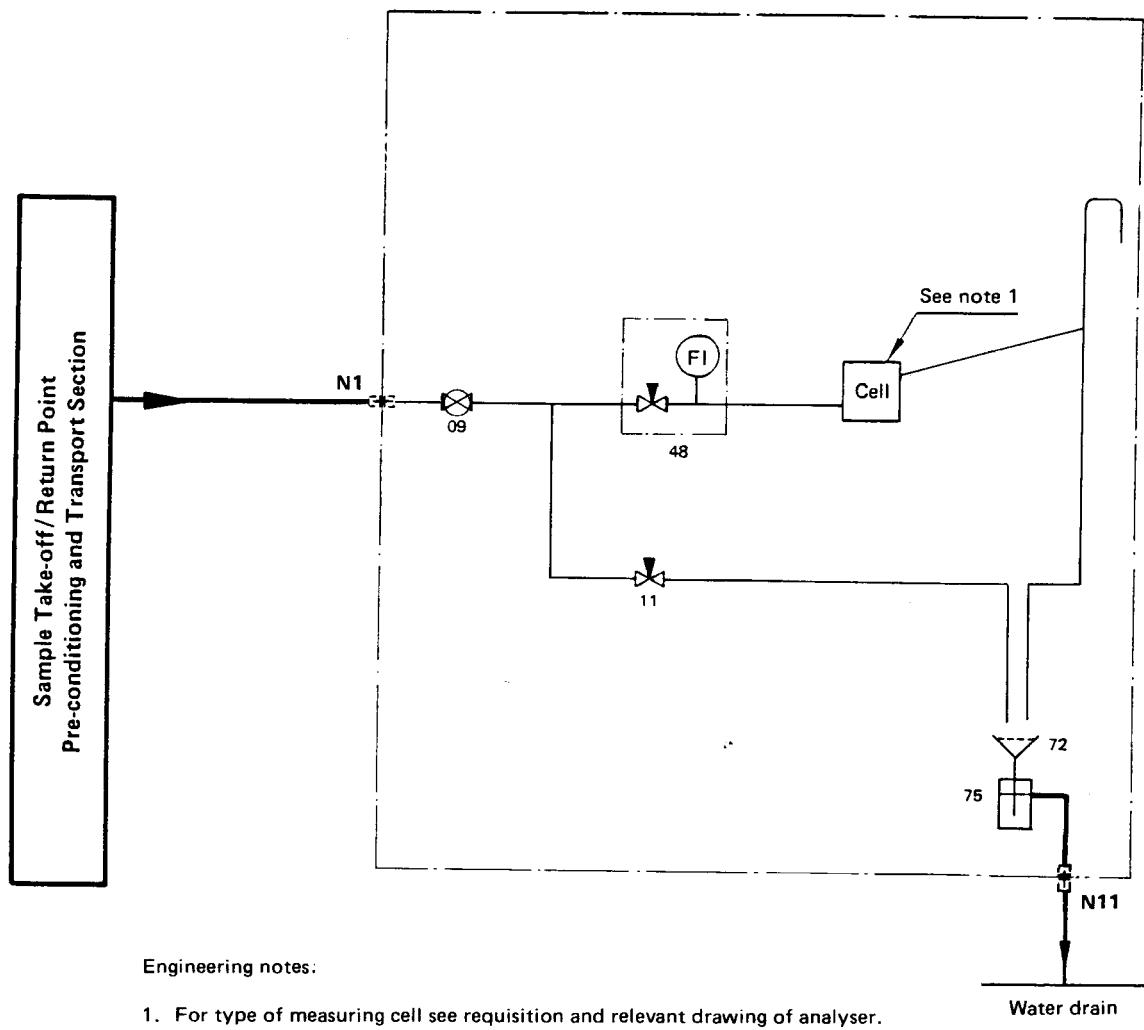 Sample Take-off/Return Point
Pre-conditioning and Transport Section
N1
09
48
FI
See note 1
Cell
11
72
75
N11
Water drain
Engineering notes:
1. For type of measuring cell see requisition and relevant drawing of analyser.